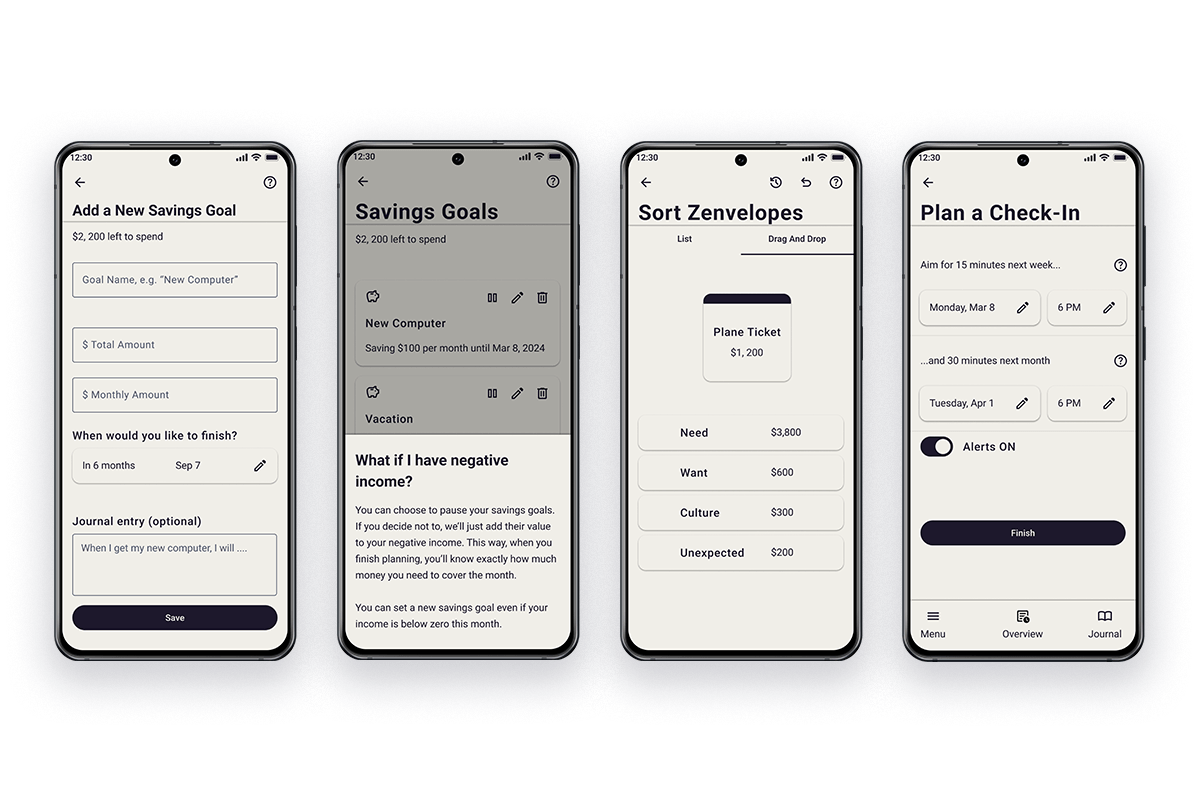 12:30
Add a New Savings Goal
$2, 200 left to spend
Goal Name, e.g. “New Computer”
$ Total Amount
$ Monthly Amount
When would you like to finish?
In 6 months Sep 7
Journal entry (optional)
When I get my new computer, I will ....
Save
12:30
Savings Goals
$2, 200 left to spend
New Computer
Saving $100 per month until Mar 8, 2024
Vacation
What if I have negative
income?
You can choose to pause your savings goals.
If you decide not to, we’ll just add their value
to your negative income. This way, when you
finish planning, you’ll know exactly how much
money you need to cover the month.
You can set a new savings goal even if your
income is below zero this month.
12:30
Sort Zenvelopes
List Drag And Drop
Plane Ticket
$1, 200
Need $3,800
Want $600
Culture $300
Unexpected $200
12:30
Plan a Check-In
Aim for 15 minutes next week...
Monday, Mar 8 6 PM
...and 30 minutes next month
Tuesday, Apr 1 6 PM
Alerts ON
Finish
Menu Overview Journal